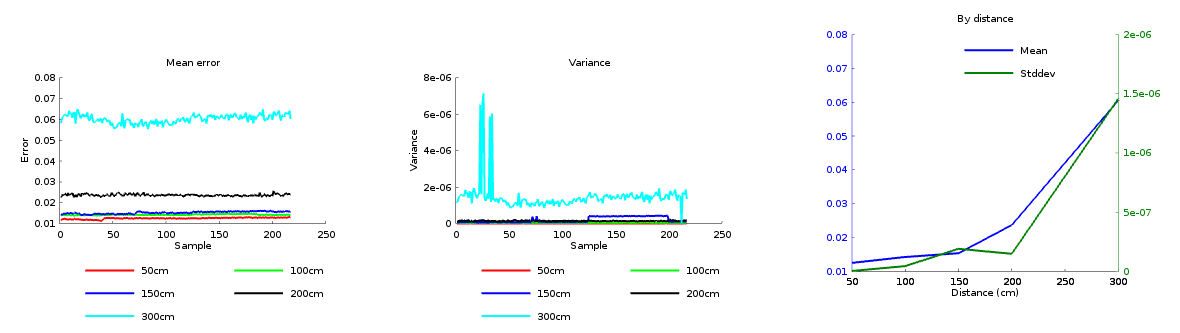 Mean error
0.08
0.07
0.06
0.05
0.04
0.03
0.02
0.01
Error
0 50 100 150 200 250
Sample
50cm 100cm
150cm 200cm
300cm
Variance
8e-06
6e-06
4e-06
2e-06
0
Variance
0 50 100 150 200 250
Sample
50cm 100cm
150cm 200cm
300cm
By distance
0.08
0.07
0.06
0.05
0.04
0.03
0.02
0.01
Mean
Stddev
2e-06
1.5e-06
1e-06
5e-07
0
50 100 150 200 250 300
Distance (cm)